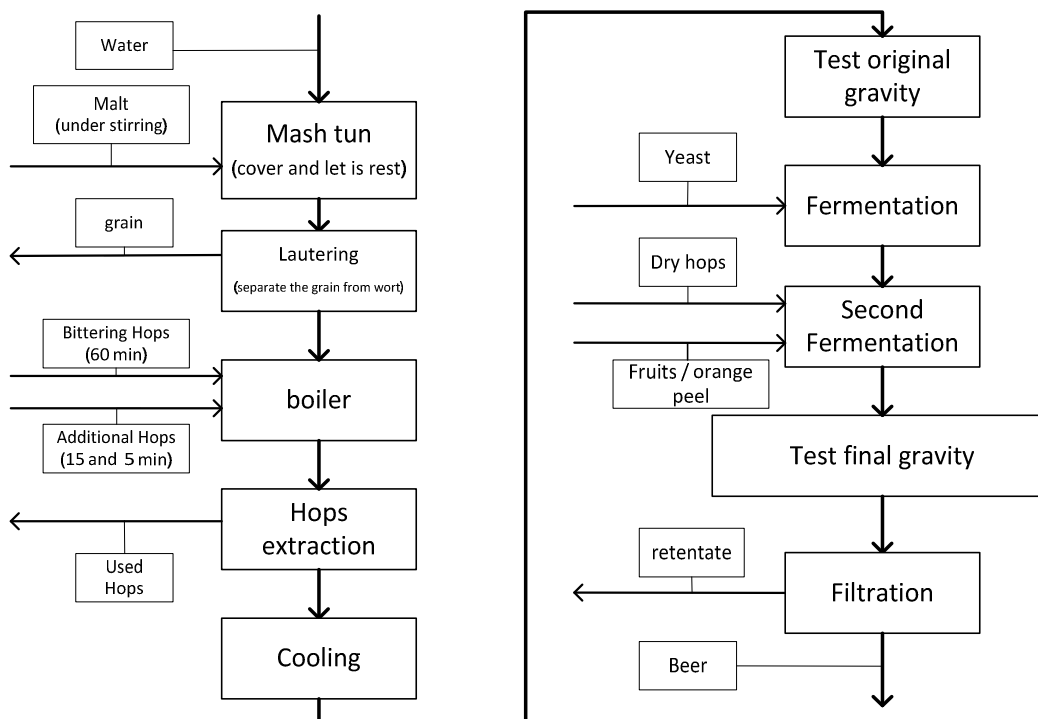 Water
Malt
(under stirring)
Mash tun
(cover and let is rest)
grain
Lautering
(separate the grain from wort)
Bittering Hops
(60 min)
boiler
Additional Hops
(15 and 5 min)
Hops
extraction
Used
Hops
Cooling
Test original
gravity
Yeast
Fermentation
Dry hops
Second
Fermentation
Fruits / orange
peel
Test final gravity
retentate
Filtration
Beer